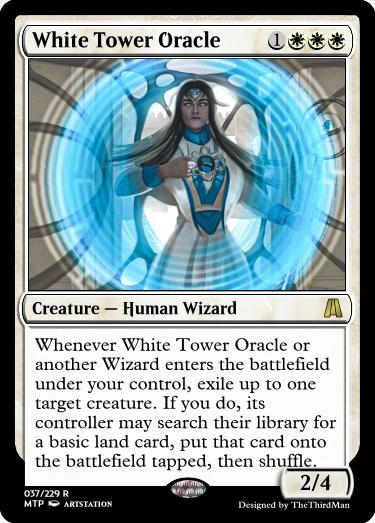 White Tower Oracle 1
Creature — Human Wizard
Whenever White Tower Oracle or
another Wizard enters the battlefield
under your control, exile up to one
target creature. If you do, its
controller may search their library for
a basic land card, put that card onto
the battlefield tapped, then shuffle.
2/4
037/229 R
MTP ARTSTATION
Designed by TheThirdMan